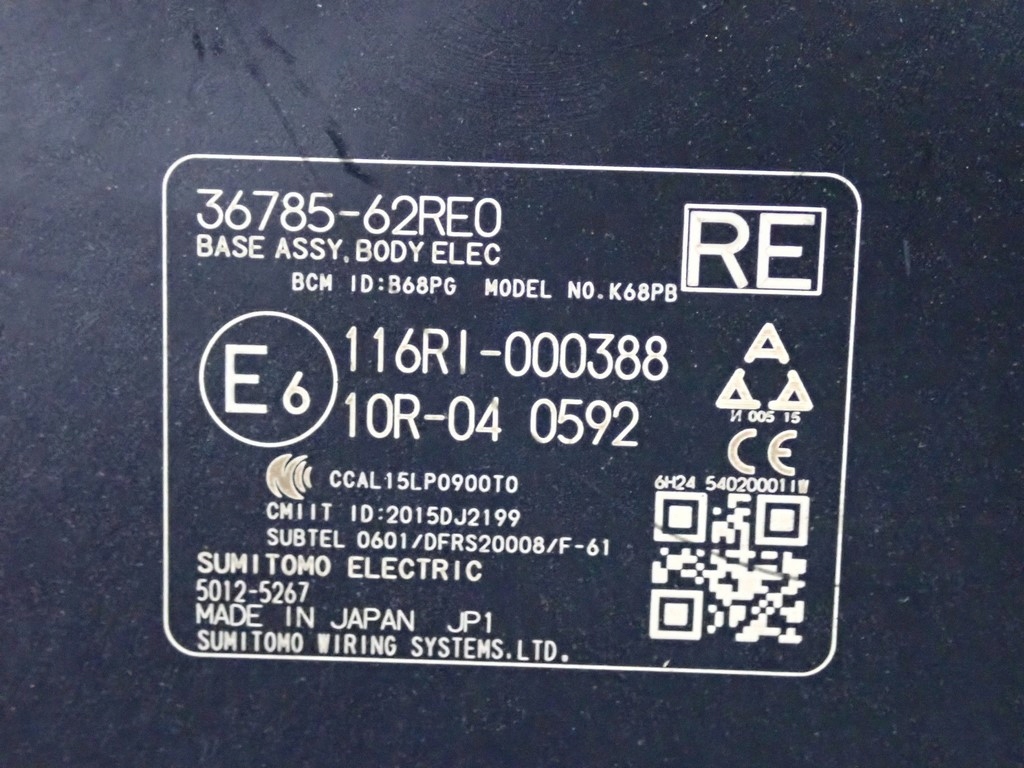 36785-62RE0
BASE ASSY, BODY ELEC
RE
BCM ID:B68PG MODEL NO.K68PB
E6
116RI-000388
10R-04 0592
И 005 15
CE
CCAL15LP0900T0
CMIIT ID:2015DJ2199
SUBTEL 0601/DFRS20008/F-61
6H24 540200011W
SUMITOMO ELECTRIC
5012-5267
MADE IN JAPAN JP1
SUMITOMO WIRING SYSTEMS.LTD.